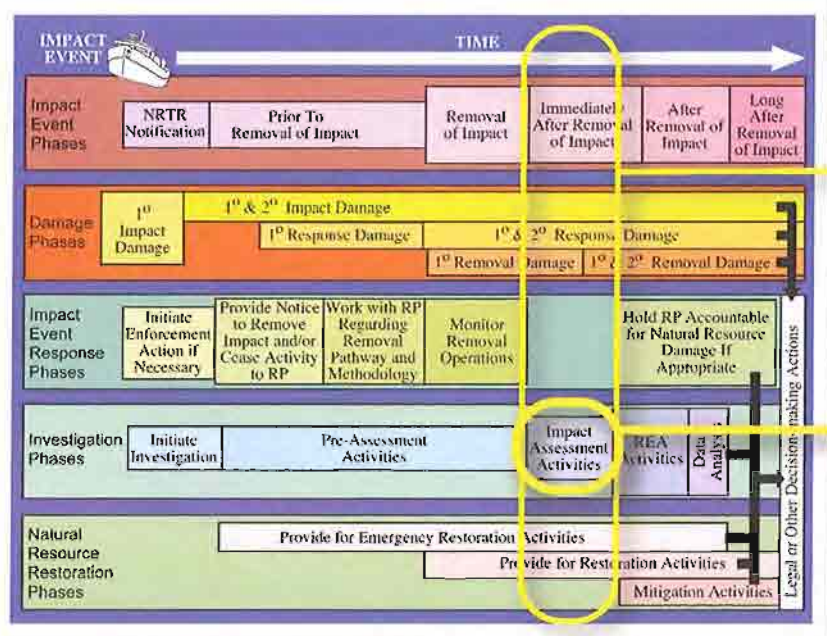 IMPACT
EVENT
TIME
Impact
Event
Phases
NRTR
Notification
Prior To
Removal of Impact
Removal
of Impact
Immediately
After Removal
of Impact
After
Removal of
Impact
Long
After
Removal
of Impact
Damage
Phases
1º
Impact
Damage
1º & 2º Impact Damage
1º Response Damage
1º & 2º Response Damage
1º Removal Damage
1º & 2º Removal Damage
Impact
Event
Response
Phases
Initiate
Enforcement
Action if
Necessary
Provide Notice
to Remove
Impact and/or
Cease Activity
to RP
Work with RP
Regarding
Removal
Pathway and
Methodology
Monitor
Removal
Operations
Hold RP Accountable
for Natural Resource
Damage If
Appropriate
Investigation
Phases
Initiate
Investigation
Pre-Assessment
Activities
Impact
Assessment
Activities
REA
Activities
Data
Analysis
Natural
Resource
Restoration
Phases
Provide for Emergency Restoration Activities
Provide for Restoration Activities
Mitigation Activities
Legal or Other Decision-making Actions